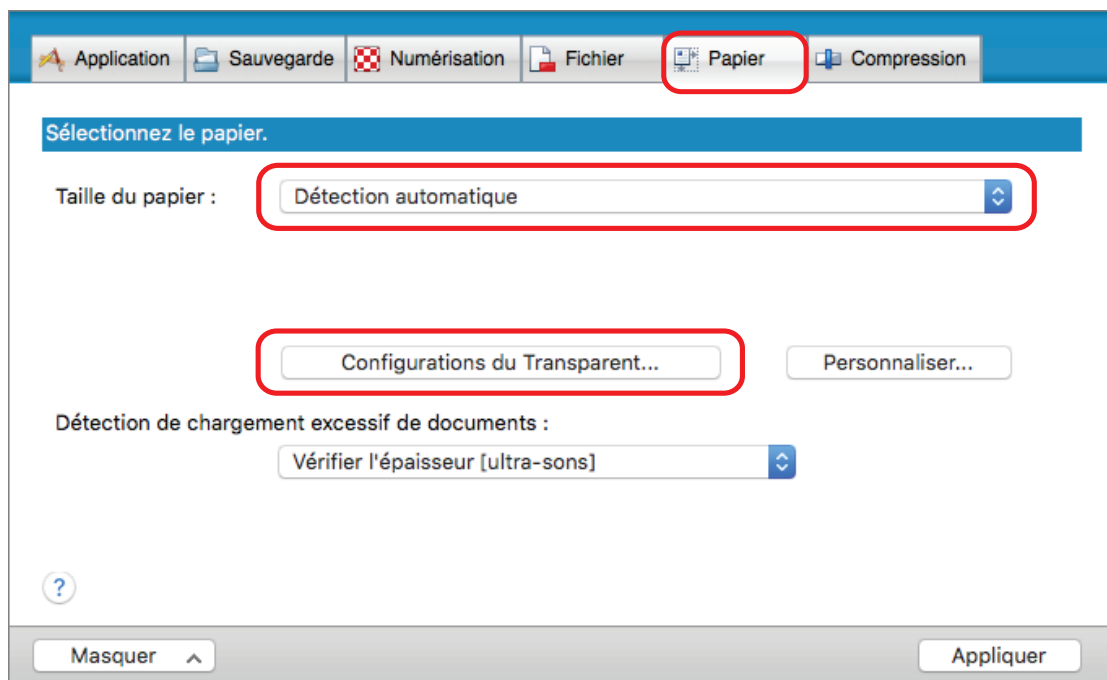 Application Sauvegarde Numérisation Fichier Papier Compression
Sélectionnez le papier.
Taille du papier : Détection automatique
Configurations du Transparent... Personnaliser...
Détection de chargement excessif de documents :
Vérifier l'épaisseur [ultra-sons]
?
Masquer Appliquer